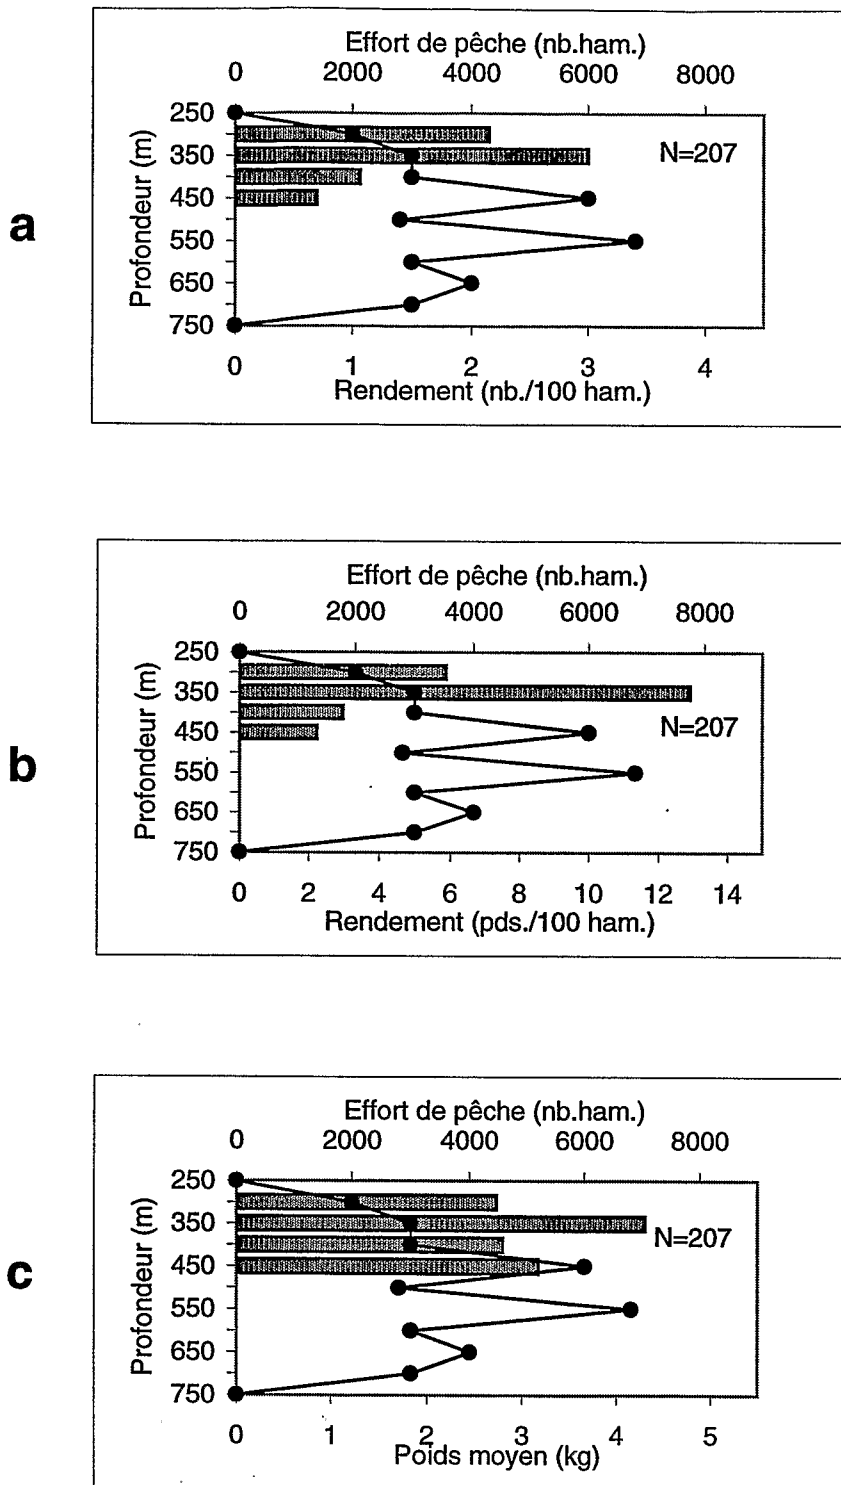 a
Effort de pêche (nb.ham.)
0 2000 4000 6000 8000
Profondeur (m)
250
350
450
550
650
750
N=207
0 1 2 3 4
Rendement (nb./100 ham.)
b
Effort de pêche (nb.ham.)
0 2000 4000 6000 8000
Profondeur (m)
250
350
450
550
650
750
N=207
0 2 4 6 8 10 12 14
Rendement (pds./100 ham.)
c
Effort de pêche (nb.ham.)
0 2000 4000 6000 8000
Profondeur (m)
250
350
450
550
650
750
N=207
0 1 2 3 4 5
Poids moyen (kg)